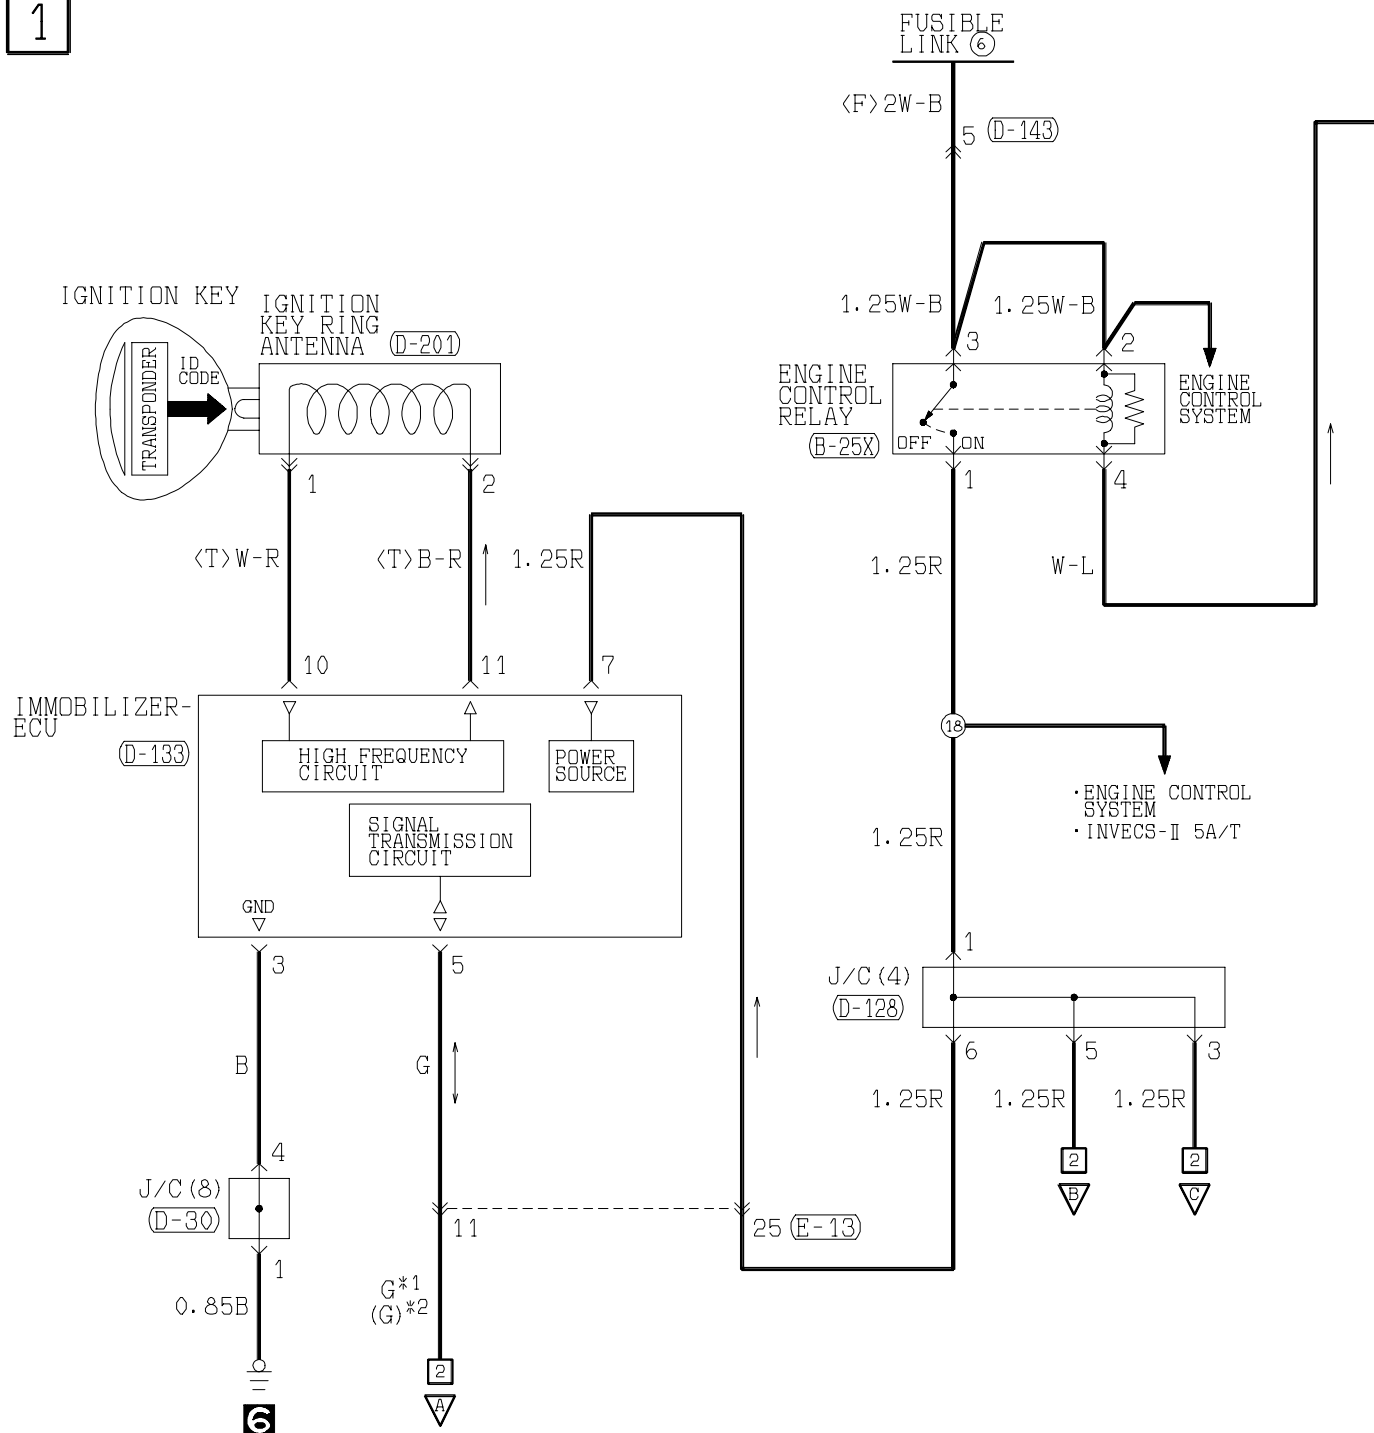 1
FUSIBLE
LINK 6
<F>2W-B
5 D-143
1.25W-B
1.25W-B
3
2
IGNITION KEY
IGNITION
KEY RING
ANTENNA D-201
TRANSPONDER
ID
CODE
ENGINE
CONTROL
RELAY
B-25X
OFF ON
ENGINE
CONTROL
SYSTEM
1
2
1
4
<T>W-R
<T>B-R
1.25R
1.25R
W-L
10
11
7
IMMOBILIZER-
ECU
D-133
HIGH FREQUENCY
CIRCUIT
POWER
SOURCE
18
·ENGINE CONTROL
SYSTEM
·INVECS-Ⅱ 5A/T
SIGNAL
TRANSMISSION
CIRCUIT
1.25R
GND
3
5
1
J/C(4)
D-128
6
5
3
B
G
1.25R
1.25R
1.25R
4
2
2
J/C(8)
D-30
B
C
11
25 E-13
1
G*1
(G)*2
0.85B
2
A
6